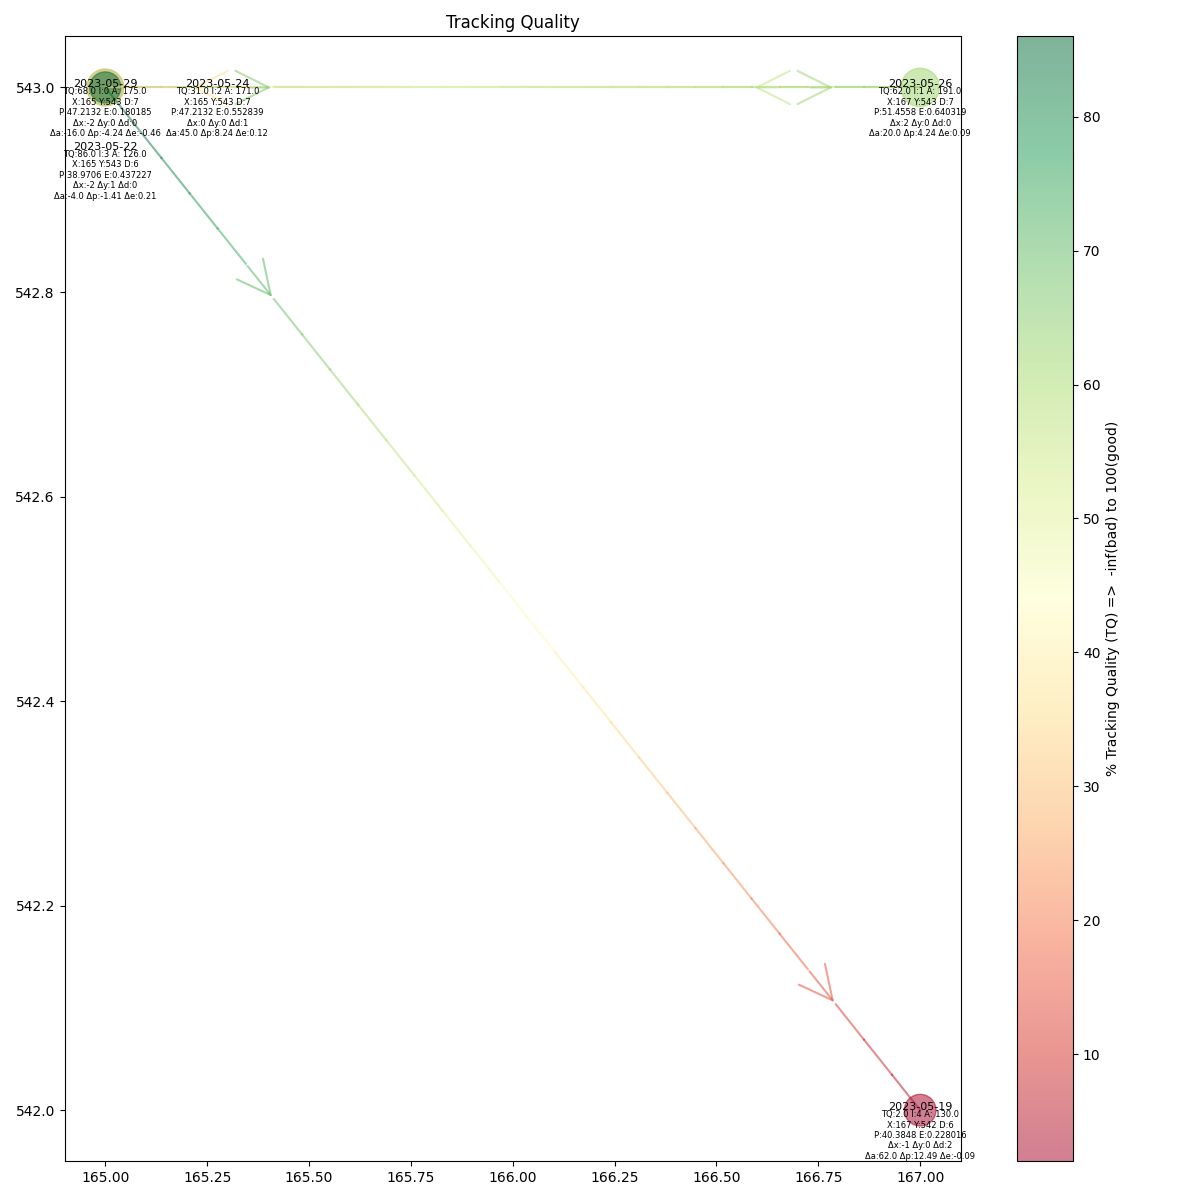 Tracking Quality
2023-05-29
TQ:68.0 I:0 A: 175.0
X:165 Y:543 D:7
P:47.2132 E:0.180185
Δx:-2 Δy:0 Δd:0
Δa:-16.0 Δp:-4.24 Δe:-0.46
2023-05-24
TQ:31.0 I:2 A: 171.0
X:165 Y:543 D:7
P:47.2132 E:0.552839
Δx:0 Δy:0 Δd:1
Δa:45.0 Δp:8.24 Δe:0.12
2023-05-26
TQ:62.0 I:1 A: 191.0
X:167 Y:543 D:7
P:51.4558 E:0.640319
Δx:2 Δy:0 Δd:0
Δa:20.0 Δp:4.24 Δe:0.09
2023-05-22
TQ:86.0 I:3 A: 126.0
X:165 Y:543 D:6
P:38.9706 E:0.437227
Δx:-2 Δy:1 Δd:0
Δa:-4.0 Δp:-1.41 Δe:0.21
2023-05-19
TQ:2.0 I:4 A: 130.0
X:167 Y:542 D:6
P:40.3848 E:0.228016
Δx:-1 Δy:0 Δd:2
Δa:62.0 Δp:12.49 Δe:-0.09
543.0
542.8
542.6
542.4
542.2
542.0
165.00 165.25 165.50 165.75 166.00 166.25 166.50 166.75 167.00
80
70
60
50
40
30
20
10
% Tracking Quality (TQ) => -inf(bad) to 100(good)